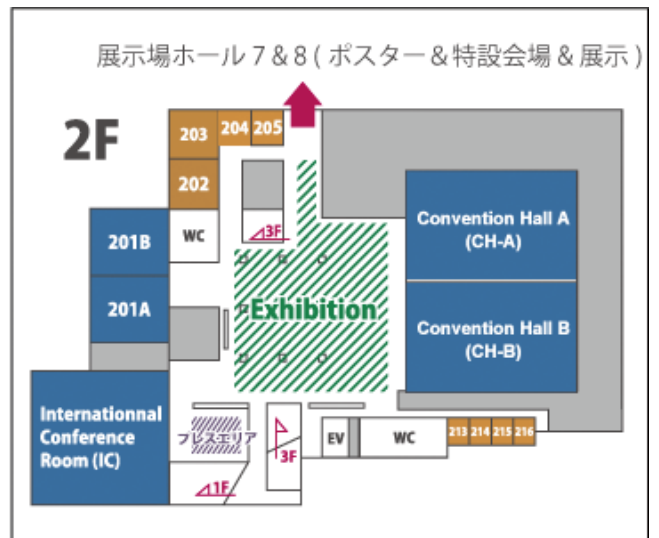 展示場ホール7&8(ポスター&特設会場&展示)
2F
203
204
205
202
Convention Hall A
(CH-A)
201B
WC
3F
201A
Exhibition
Convention Hall B
(CH-B)
Internationnal
Conference
Room (IC)
プレスエリア
3F
EV
WC
213
214
215
216
1F